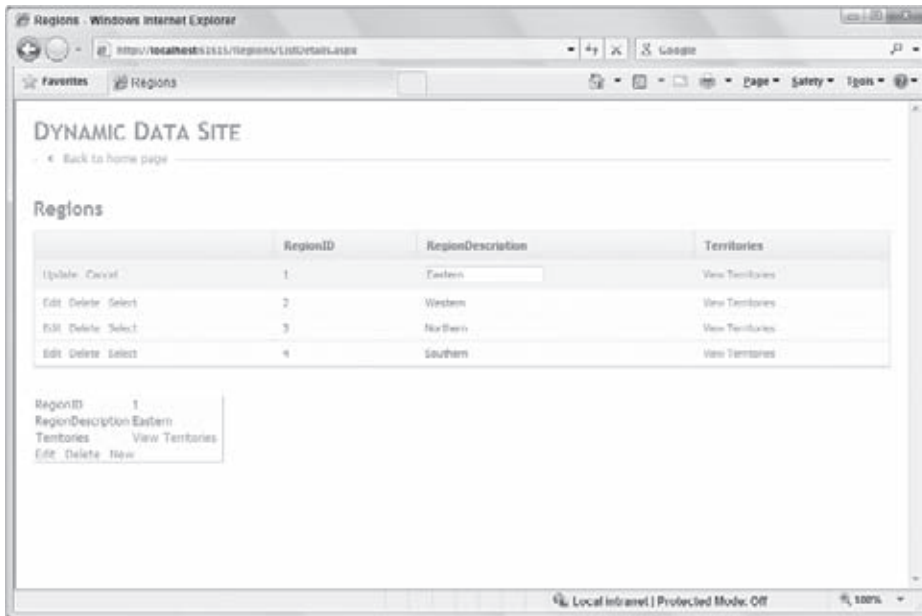 Regions - Windows Internet Explorer
http://localhost:51515/Regions/ListDetails.aspx
Google
Favorites Regions Page Safety Tools
DYNAMIC DATA SITE
Back to home page
Regions
RegionID RegionDescription Territories
Update Cancel 1 Eastern View Territories
Edit Delete Select 2 Western View Territories
Edit Delete Select 3 Northern View Territories
Edit Delete Select 4 Southern View Territories
RegionID 1
RegionDescription Eastern
Territories View Territories
Edit Delete New
Local intranet | Protected Mode: Off 100%